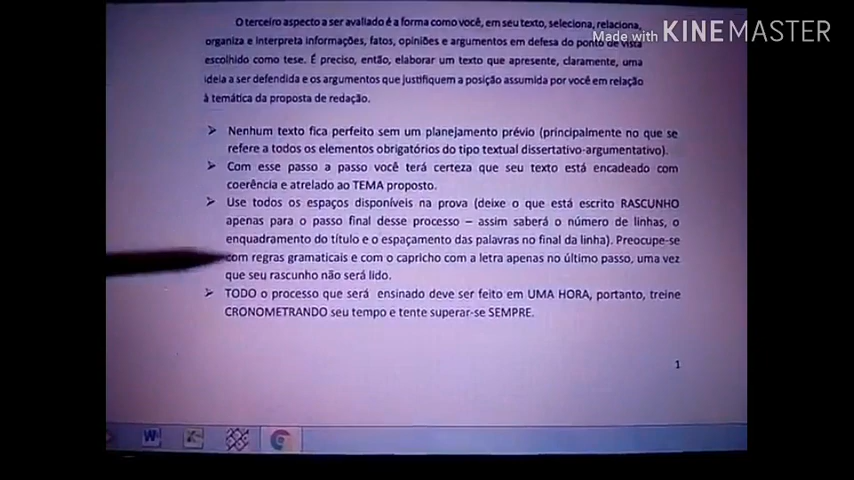 O terceiro aspecto a ser avaliado é a forma como você, em seu texto, seleciona, relaciona,
Made with KINEMASTER
organiza e interpreta informações, fatos, opiniões e argumentos em defesa do ponto de vista
escolhido como tese. É preciso, então, elaborar um texto que apresente, claramente, uma
ideia a ser defendida e os argumentos que justifiquem a posição assumida por você em relação
à temática da proposta de redação.
➢ Nenhum texto fica perfeito sem um planejamento prévio (principalmente no que se
refere a todos os elementos obrigatórios do tipo textual dissertativo-argumentativo).
➢ Com esse passo a passo você terá certeza que seu texto está encadeado com
coerência e atrelado ao TEMA proposto.
➢ Use todos os espaços disponíveis na prova (deixe o que está escrito RASCUNHO
apenas para o passo final desse processo – assim saberá o número de linhas, o
enquadramento do título e o espaçamento das palavras no final da linha). Preocupe-se
com regras gramaticais e com o capricho com a letra apenas no último passo, uma vez
que seu rascunho não será lido.
➢ TODO o processo que será ensinado deve ser feito em UMA HORA, portanto, treine
CRONOMETRANDO seu tempo e tente superar-se SEMPRE.
1